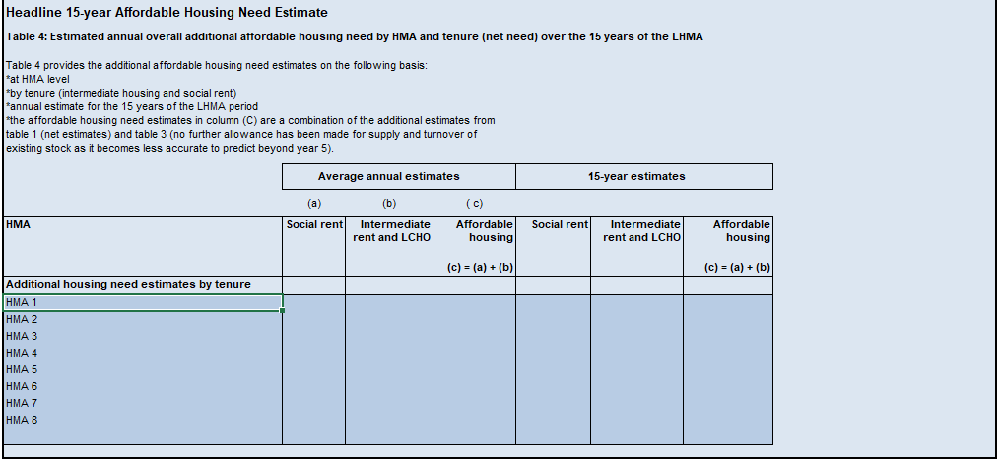 Headline 15-year Affordable Housing Need Estimate
Table 4: Estimated annual overall additional affordable housing need by HMA and tenure (net need) over the 15 years of the LHMA
Table 4 provides the additional affordable housing need estimates on the following basis:
*at HMA level
*by tenure (intermediate housing and social rent)
*annual estimate for the 15 years of the LHMA period
*the affordable housing need estimates in column (C) are a combination of the additional estimates from
table 1 (net estimates) and table 3 (no further allowance has been made for supply and turnover of
existing stock as it becomes less accurate to predict beyond year 5).
Average annual estimates 15-year estimates
(a) (b) ( c)
HMA Social rent Intermediate Affordable Social rent Intermediate Affordable
rent and LCHO housing rent and LCHO housing
(c) = (a) + (b) (c) = (a) + (b)
Additional housing need estimates by tenure
HMA 1
HMA 2
HMA 3
HMA 4
HMA 5
HMA 6
HMA 7
HMA 8